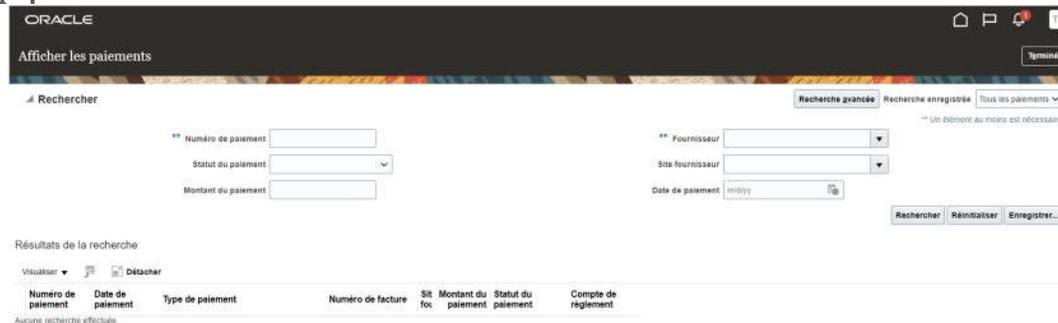 ORACLE
Afficher les paiements
Terminé
Rechercher
Recherche avancée Recherche enregistrée Tous les paiements
** Un élément au moins est nécessair
** Numéro de paiement
** Fournisseur
Statut du paiement
Site fournisseur
Montant du paiement
Date de paiement m/d/yy
Rechercher Réinitialiser Enregistrer...
Résultats de la recherche
Visualiser Détacher
Numéro de paiement Date de paiement Type de paiement Numéro de facture Sit fou Montant du paiement Statut du paiement Compte de règlement
Aucune recherche effectuée.